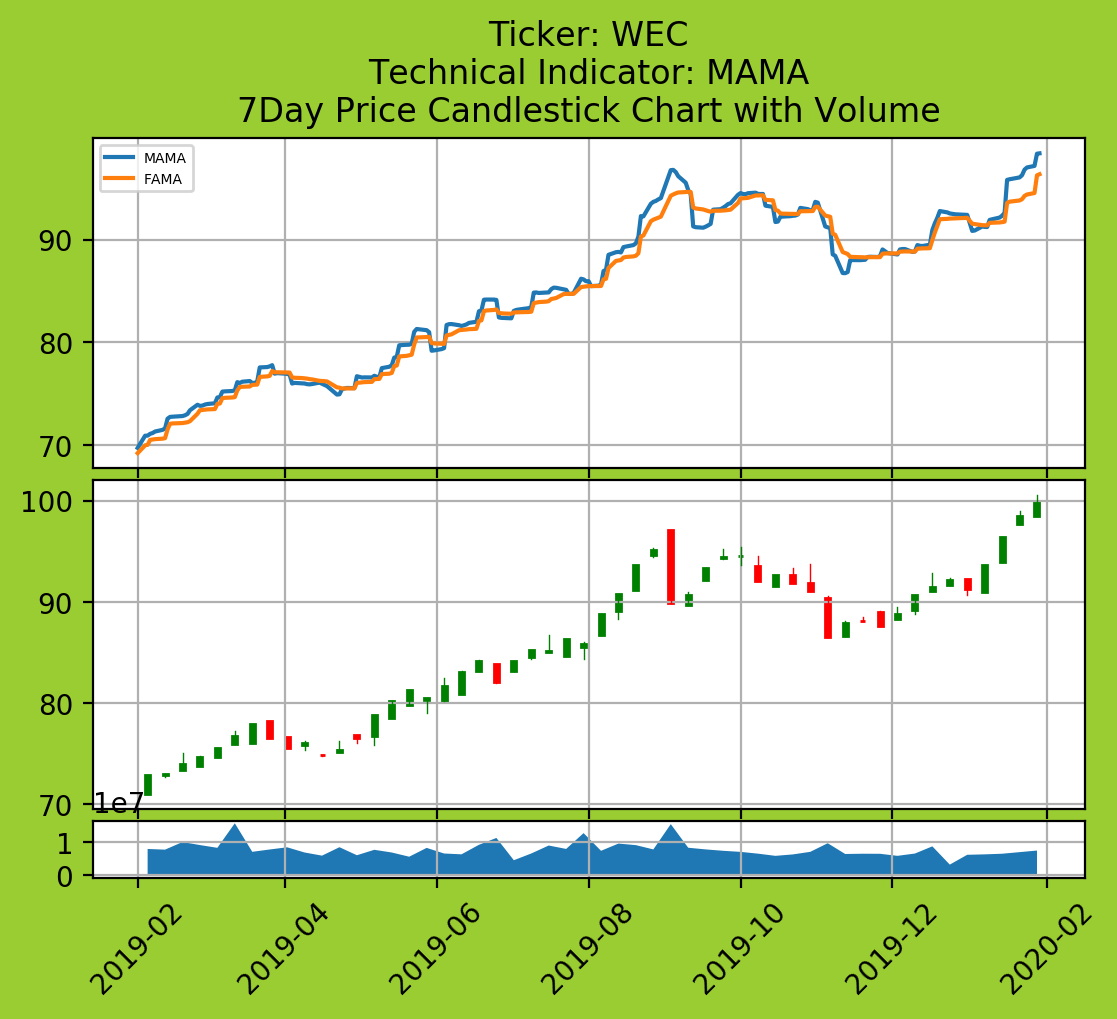 Ticker: WEC
Technical Indicator: MAMA
7Day Price Candlestick Chart with Volume
MAMA
FAMA
90
80
70
100
90
80
70
1e7
1
0
2019-02
2019-04
2019-06
2019-08
2019-10
2019-12
2020-02